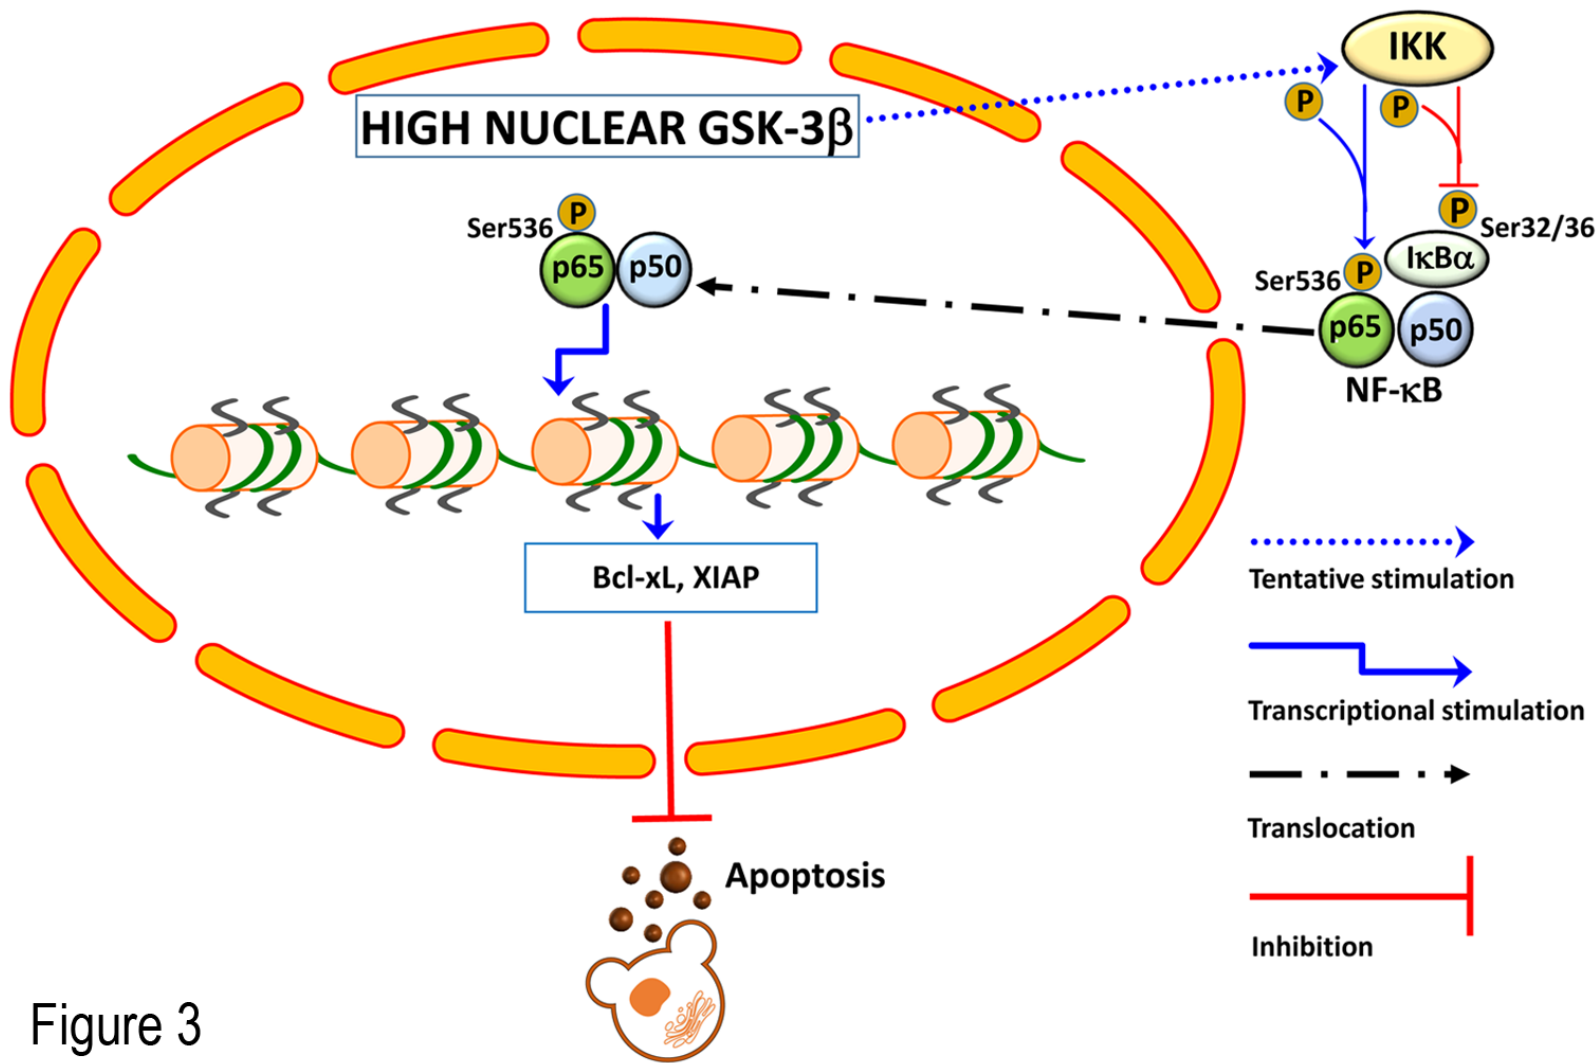 IKK
HIGH NUCLEAR GSK-3β
P
P
P
Ser536
p65
p50
P
Ser32/36
IκBα
Ser536
P
p65
p50
NF-κB
Bcl-xL, XIAP
Tentative stimulation
Transcriptional stimulation
Translocation
Apoptosis
Inhibition
Figure 3